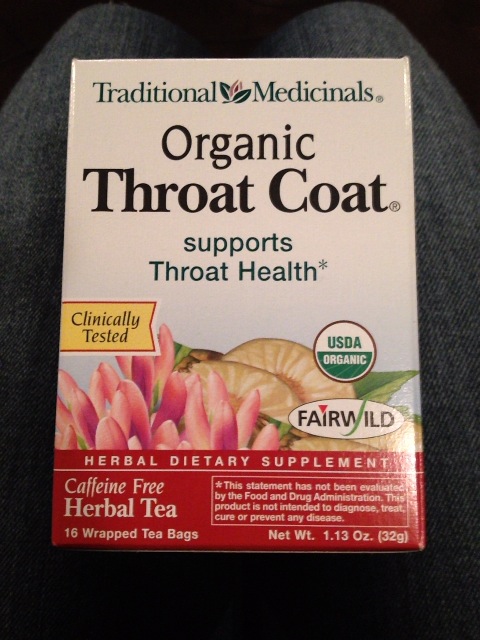 Traditional Medicinals®
Organic
Throat Coat®
supports
Throat Health*
Clinically
Tested
USDA
ORGANIC
FAIRWILD
HERBAL DIETARY SUPPLEMENT
Caffeine Free
Herbal Tea
16 Wrapped Tea Bags
*This statement has not been evaluated
by the Food and Drug Administration. This
product is not intended to diagnose, treat,
cure or prevent any disease.
Net Wt. 1.13 Oz. (32g)